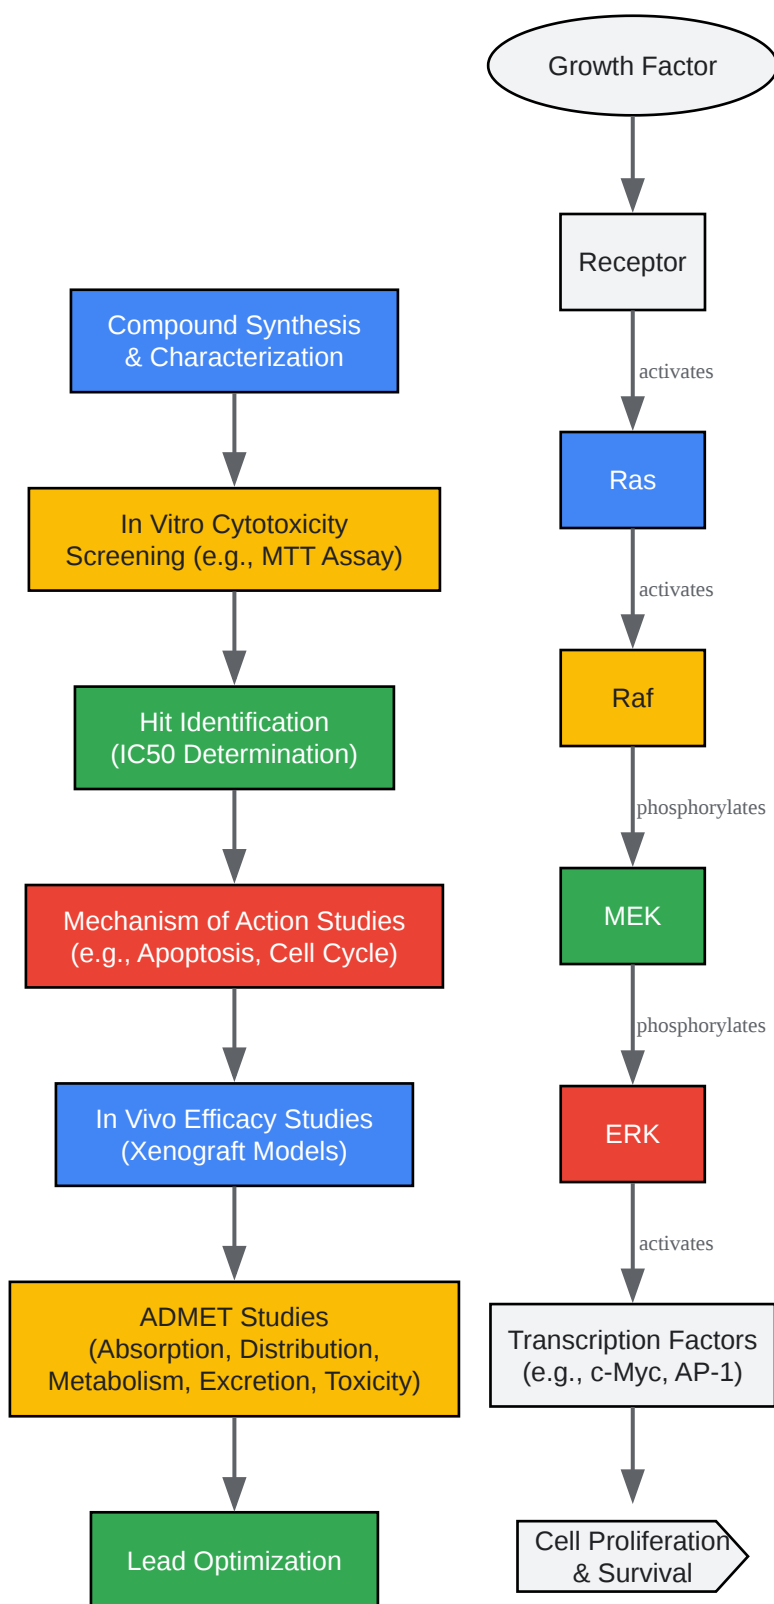 Compound Synthesis
& Characterization
In Vitro Cytotoxicity
Screening (e.g., MTT Assay)
Hit Identification
(IC50 Determination)
Mechanism of Action Studies
(e.g., Apoptosis, Cell Cycle)
In Vivo Efficacy Studies
(Xenograft Models)
ADMET Studies
(Absorption, Distribution,
Metabolism, Excretion, Toxicity)
Lead Optimization
Growth Factor
Receptor
activates
Ras
activates
Raf
phosphorylates
MEK
phosphorylates
ERK
activates
Transcription Factors
(e.g., c-Myc, AP-1)
Cell Proliferation
& Survival